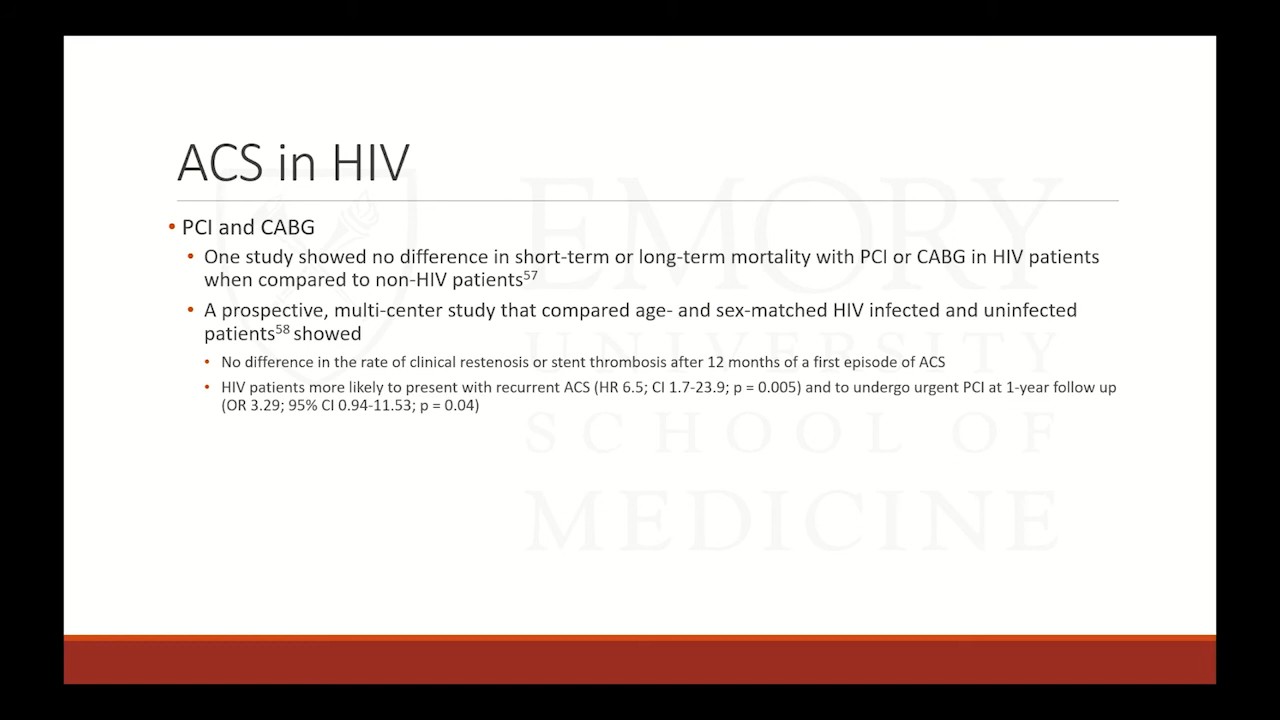 ACS in HIV
• PCI and CABG
• One study showed no difference in short-term or long-term mortality with PCI or CABG in HIV patients
when compared to non-HIV patients57
• A prospective, multi-center study that compared age- and sex-matched HIV infected and uninfected
patients58 showed
• No difference in the rate of clinical restenosis or stent thrombosis after 12 months of a first episode of ACS
• HIV patients more likely to present with recurrent ACS (HR 6.5; CI 1.7-23.9; p = 0.005) and to undergo urgent PCI at 1-year follow up
(OR 3.29; 95% CI 0.94-11.53; p = 0.04)
EMORY
UNIVERSITY
SCHOOL OF
MEDICINE